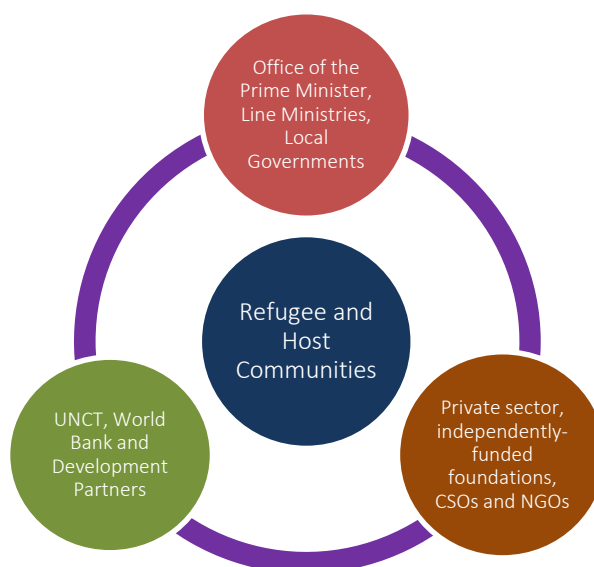 Office of the
Prime Minister,
Line Ministries,
Local
Governments
Refugee and
Host
Communities
UNCT, World
Bank and
Development
Partners
Private sector,
independently-
funded
foundations,
CSOs and NGOs